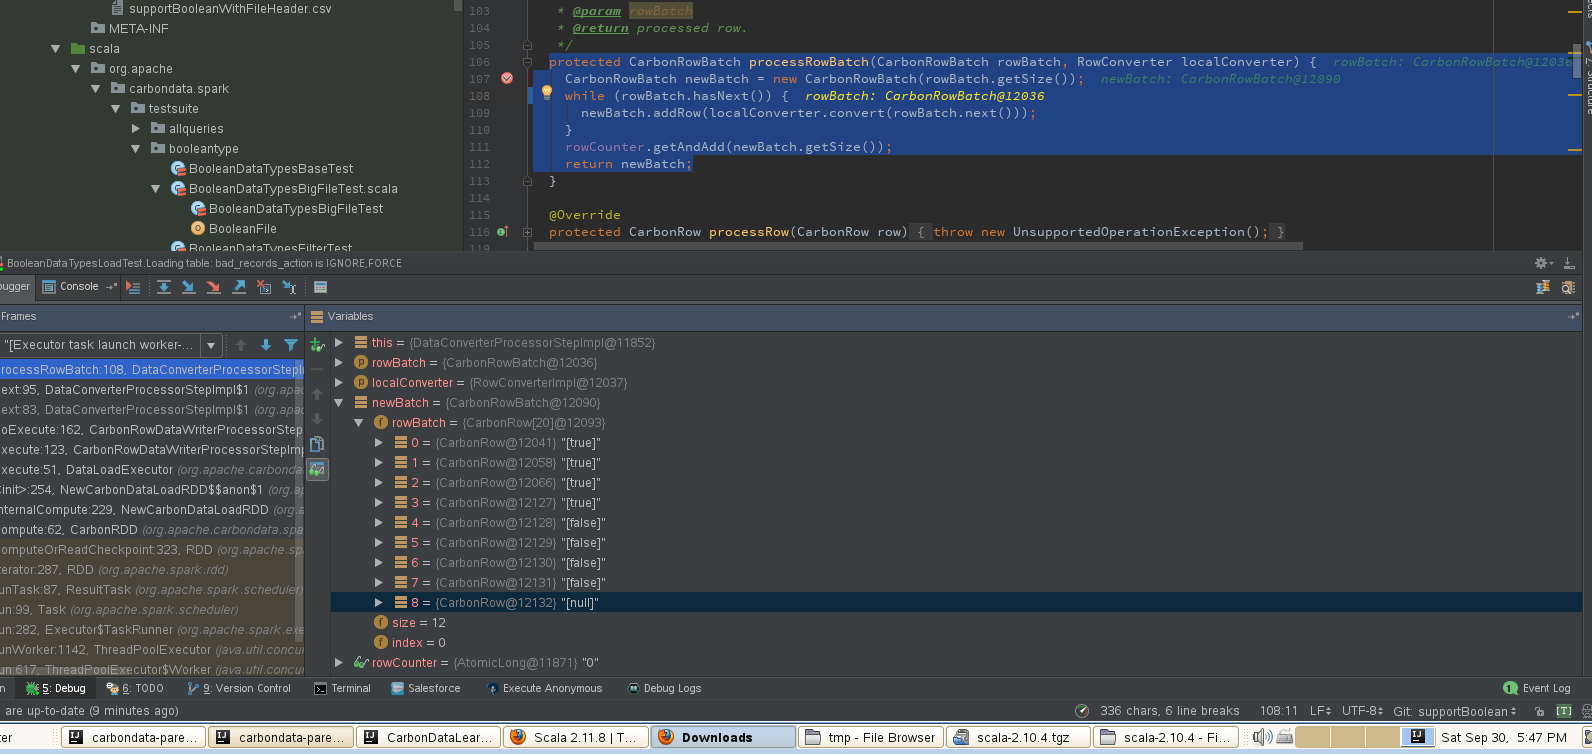 supportBooleanWithFileHeader.csv
META-INF
scala
org.apache
carbondata.spark
testsuite
allqueries
booleantype
BooleanDataTypesBaseTest
BooleanDataTypesBigFileTest.scala
BooleanDataTypesBigFileTest
BooleanFile
BooleanDataTypesFilterTest
103 * @param rowBatch
104 * @return processed row.
105 */
106 protected CarbonRowBatch processRowBatch(CarbonRowBatch rowBatch, RowConverter localConverter) { rowBatch: CarbonRowBatch@12036
107 CarbonRowBatch newBatch = new CarbonRowBatch(rowBatch.getSize()); newBatch: CarbonRowBatch@12090
108 while (rowBatch.hasNext()) { rowBatch: CarbonRowBatch@12036
109 newBatch.addRow(localConverter.convert(rowBatch.next()));
110 }
111 rowCounter.getAndAdd(newBatch.getSize());
112 return newBatch;
113 }
114
115 @Override
116 protected CarbonRow processRow(CarbonRow row) { throw new UnsupportedOperationException(); }
119
Z: Structure
BooleanDataTypesLoadTest.Loading table: bad_records_action is IGNORE,FORCE
ugger Console
Frames
"[Executor task launch worker-...
rocessRowBatch:108, DataConverterProcessorStepI
ext:95, DataConverterProcessorStepImpl$1 (org.apac
ext:83, DataConverterProcessorStepImpl$1 (org.apac
oExecute:162, CarbonRowDataWriterProcessorStepI
xecute:123, CarbonRowDataWriterProcessorStepImp
xecute:51, DataLoadExecutor (org.apache.carbondat
init>:254, NewCarbonDataLoadRDD$$anon$1 (org.a
nternalCompute:229, NewCarbonDataLoadRDD (org.
ompute:62, CarbonRDD (org.apache.carbondata.spa
omputeOrReadCheckpoint:323, RDD (org.apache.sp
erator:287, RDD (org.apache.spark.rdd)
unTask:87, ResultTask (org.apache.spark.scheduler)
un:99, Task (org.apache.spark.scheduler)
un:282, Executor$TaskRunner (org.apache.spark.exe
unWorker:1142, ThreadPoolExecutor (java.util.concur
un:617, ThreadPoolExecutor$Worker (java.util.concur
Variables
this = {DataConverterProcessorStepImpl@11852}
rowBatch = {CarbonRowBatch@12036}
localConverter = {RowConverterImpl@12037}
newBatch = {CarbonRowBatch@12090}
rowBatch = {CarbonRow[20]@12093}
0 = {CarbonRow@12041} "[true]"
1 = {CarbonRow@12058} "[true]"
2 = {CarbonRow@12066} "[true]"
3 = {CarbonRow@12127} "[true]"
4 = {CarbonRow@12128} "[false]"
5 = {CarbonRow@12129} "[false]"
6 = {CarbonRow@12130} "[false]"
7 = {CarbonRow@12131} "[false]"
8 = {CarbonRow@12132} "[null]"
size = 12
index = 0
rowCounter = {AtomicLong@11871} "0"
n 5: Debug 6: TODO 9: Version Control Terminal Salesforce Execute Anonymous Debug Logs 1 Event Log
are up-to-date (9 minutes ago) 336 chars, 6 line breaks 108:11 LF UTF-8 Git: supportBoolean [T]
ter carbondata-pare... carbondata-pare... CarbonDataLear... Scala 2.11.8 | T... Downloads tmp - File Browser scala-2.10.4.tgz scala-2.10.4 - Fi... Sat Sep 30, 5:47 PM